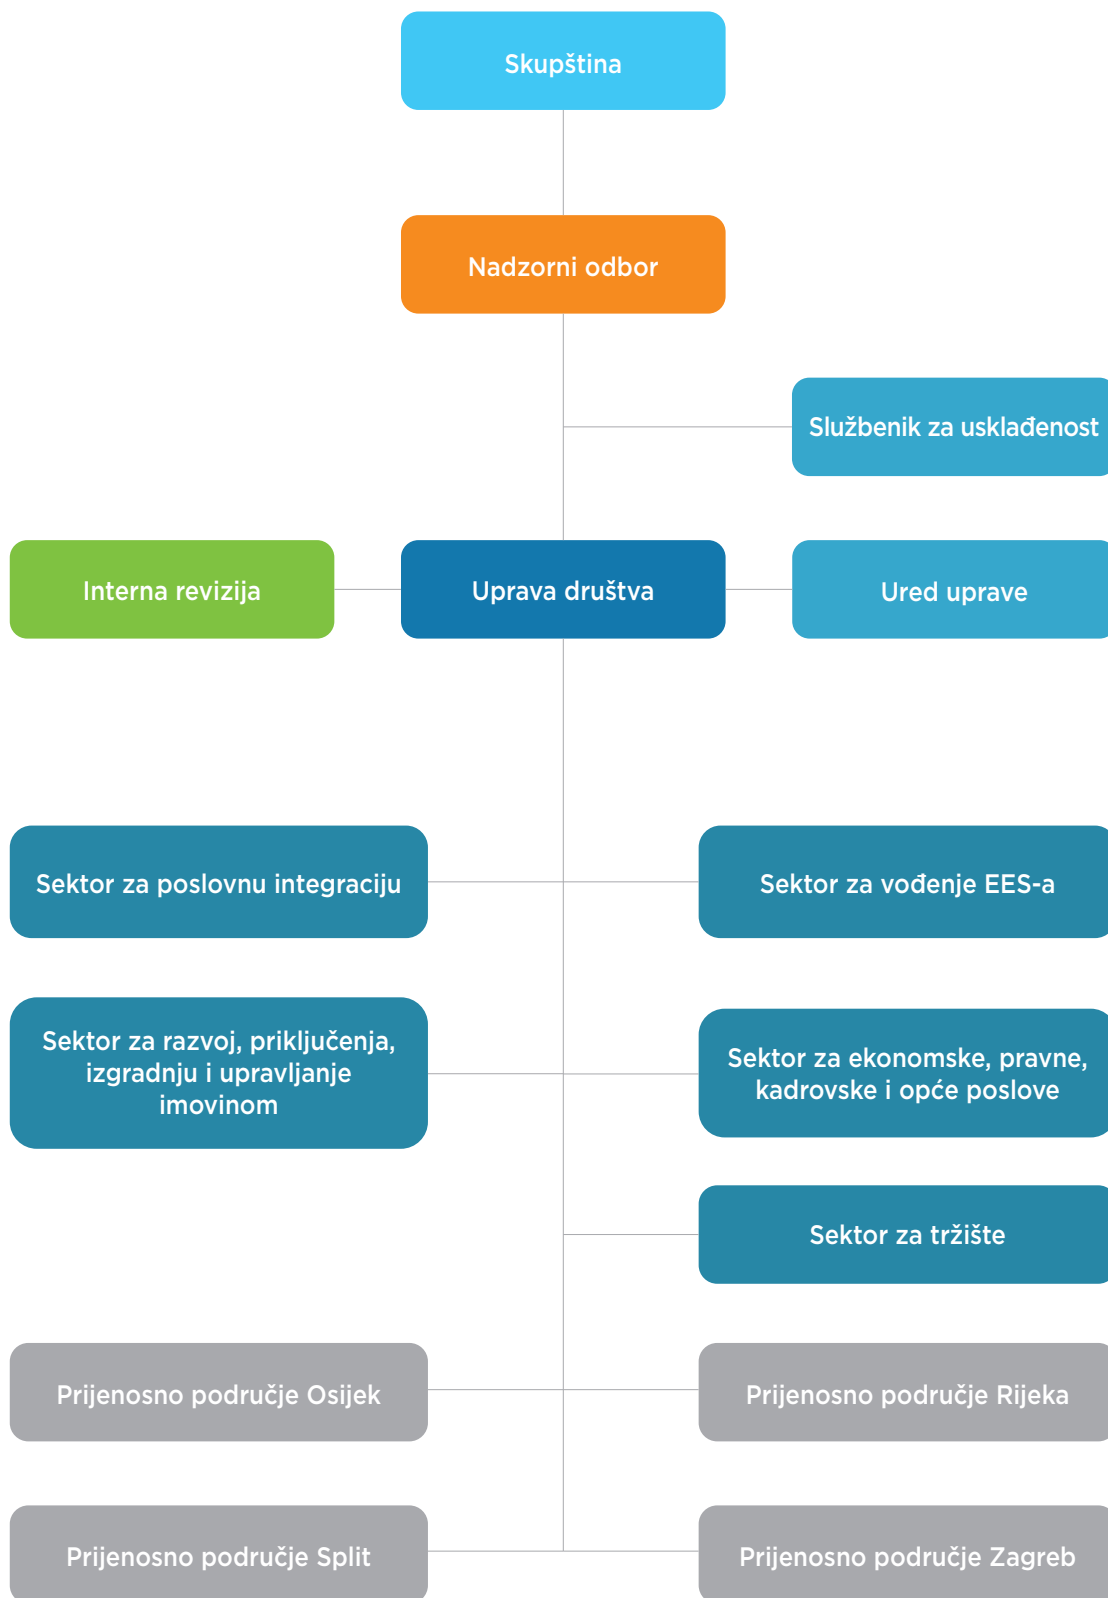 Skupština
Nadzorni odbor
Službenik za usklađenost
Interna revizija
Uprava društva
Ured uprave
Sektor za poslovnu integraciju
Sektor za vođenje EES-a
Sektor za razvoj, priključenja,
izgradnju i upravljanje
imovinom
Sektor za ekonomske, pravne,
kadrovske i opće poslove
Sektor za tržište
Prijenosno područje Osijek
Prijenosno područje Rijeka
Prijenosno područje Split
Prijenosno područje Zagreb